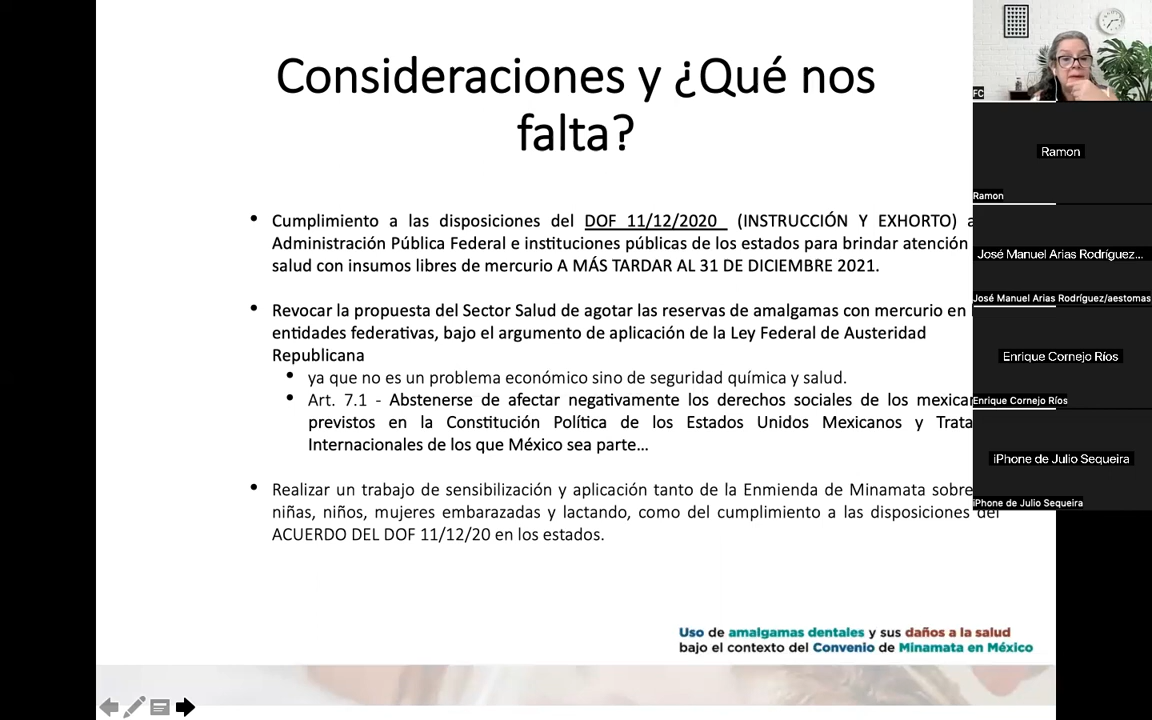 Consideraciones y ¿Qué nos
falta?
• Cumplimiento a las disposiciones del DOF 11/12/2020 (INSTRUCCIÓN Y EXHORTO)
Administración Pública Federal e instituciones públicas de los estados para brindar atención
salud con insumos libres de mercurio A MÁS TARDAR AL 31 DE DICIEMBRE 2021.
• Revocar la propuesta del Sector Salud de agotar las reservas de amalgamas con mercurio en
entidades federativas, bajo el argumento de aplicación de la Ley Federal de Austeridad
Republicana
• ya que no es un problema económico sino de seguridad química y salud.
• Art. 7.1 - Abstenerse de afectar negativamente los derechos sociales de los mexican
previstos en la Constitución Política de los Estados Unidos Mexicanos y Trata
Internacionales de los que México sea parte...
• Realizar un trabajo de sensibilización y aplicación tanto de la Enmienda de Minamata sobre
niñas, niños, mujeres embarazadas y lactando, como del cumplimiento a las disposiciones del
ACUERDO DEL DOF 11/12/20 en los estados.
Uso de amalgamas dentales y sus daños a la salud
bajo el contexto del Convenio de Minamata en México
FC
Ramon
Ramon
José Manuel Arias Rodríguez...
José Manuel Arias Rodríguez/aestomas
Enrique Cornejo Ríos
Enrique Cornejo Ríos
iPhone de Julio Sequeira
iPhone de Julio Sequeira